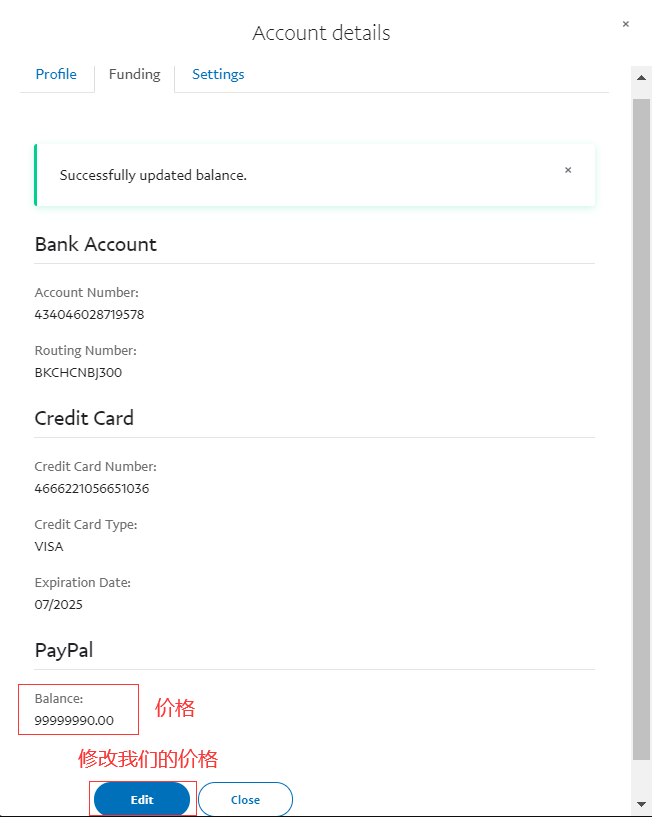 Account details
×
Profile
Funding
Settings
Successfully updated balance.
×
Bank Account
Account Number:
434046028719578
Routing Number:
BKCHCNBJ300
Credit Card
Credit Card Number:
4666221056651036
Credit Card Type:
VISA
Expiration Date:
07/2025
PayPal
Balance:
99999990.00
价格
修改我们的价格
Edit
Close